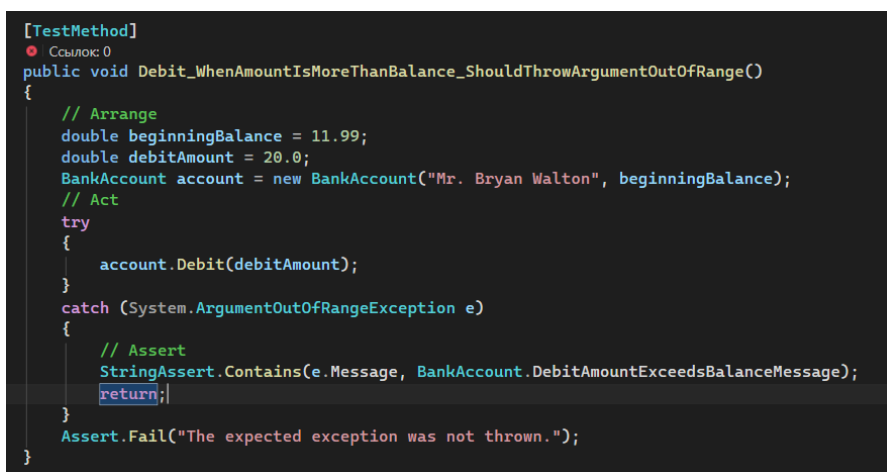 [TestMethod]
Ссылок: 0
public void Debit_WhenAmountIsMoreThanBalance_ShouldThrowArgumentOutOfRange()
{
// Arrange
double beginningBalance = 11.99;
double debitAmount = 20.0;
BankAccount account = new BankAccount("Mr. Bryan Walton", beginningBalance);
// Act
try
{
account.Debit(debitAmount);
}
catch (System.ArgumentOutOfRangeException e)
{
// Assert
StringAssert.Contains(e.Message, BankAccount.DebitAmountExceedsBalanceMessage);
return;
}
Assert.Fail("The expected exception was not thrown.");
}